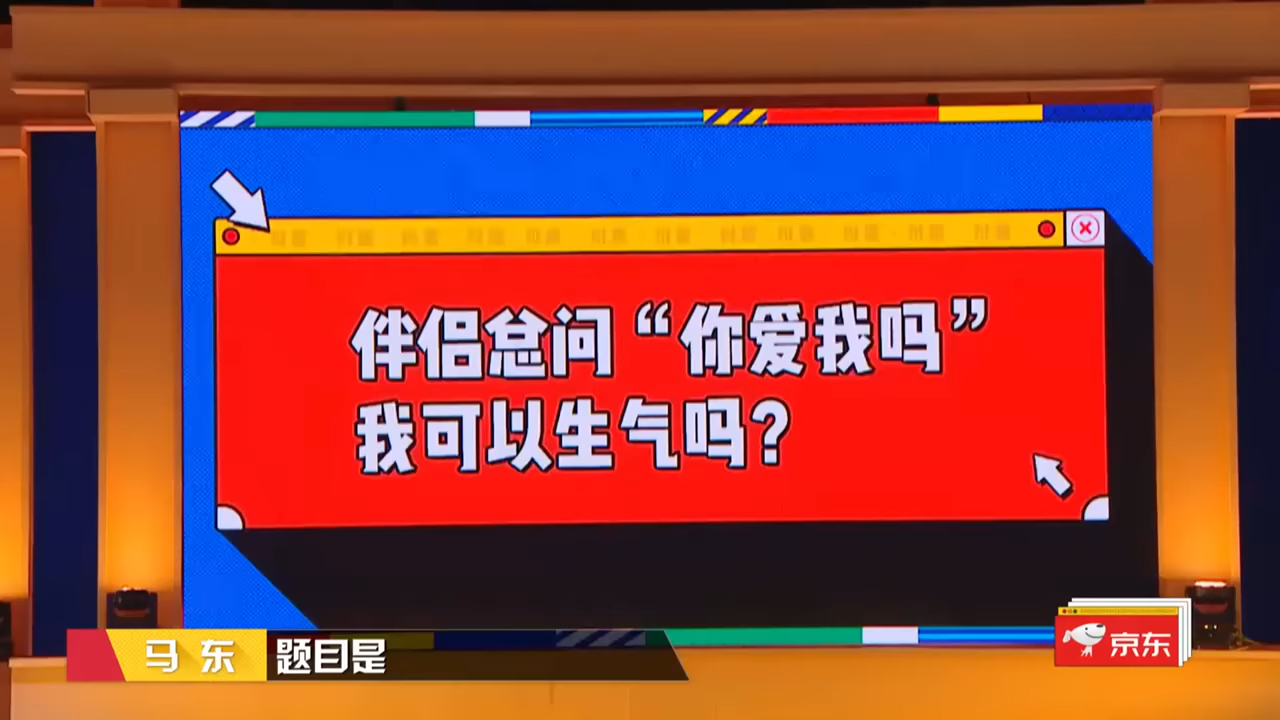 伴侣总问“你爱我吗”
我可以生气吗？
马东 题目是
京东